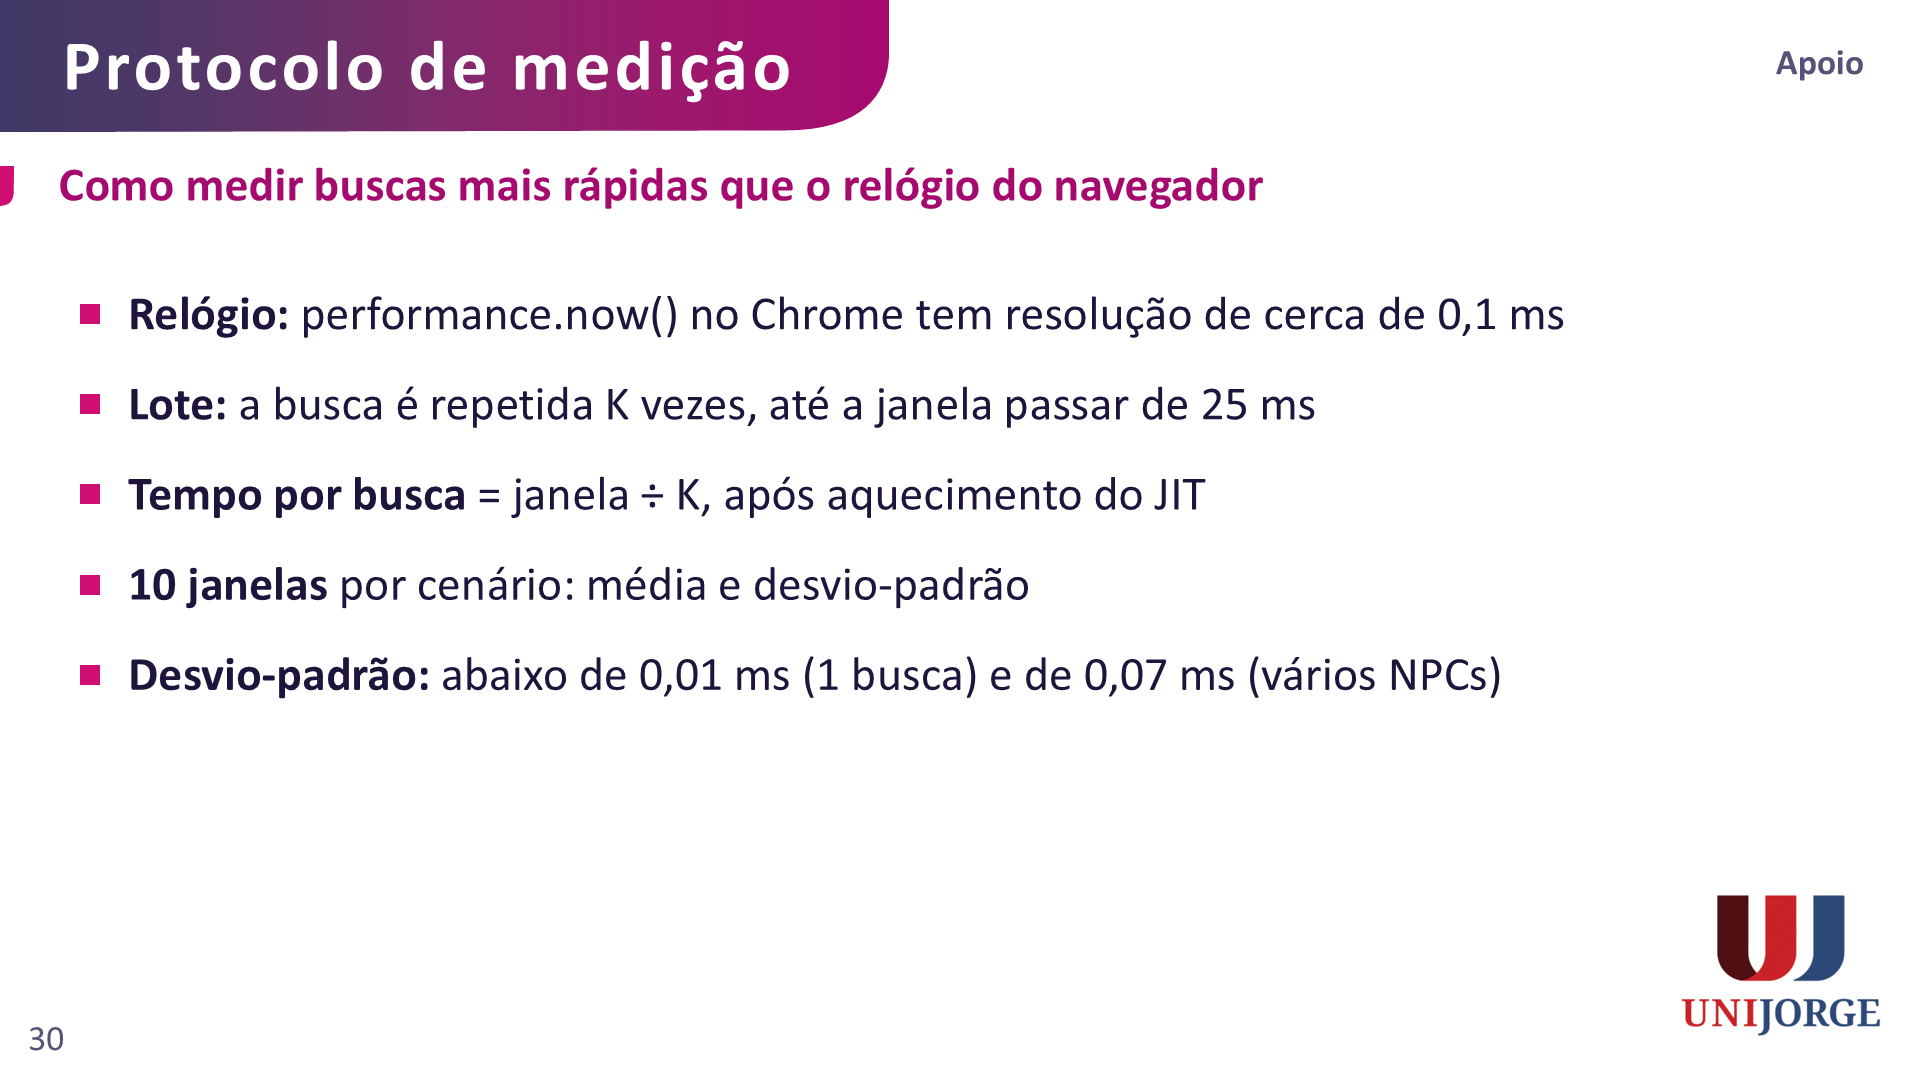 Protocolo de medição
Apoio
Como medir buscas mais rápidas que o relógio do navegador
Relógio: performance.now() no Chrome tem resolução de cerca de 0,1 ms
Lote: a busca é repetida K vezes, até a janela passar de 25 ms
Tempo por busca = janela ÷ K, após aquecimento do JIT
10 janelas por cenário: média e desvio-padrão
Desvio-padrão: abaixo de 0,01 ms (1 busca) e de 0,07 ms (vários NPCs)
UNIJORGE
30